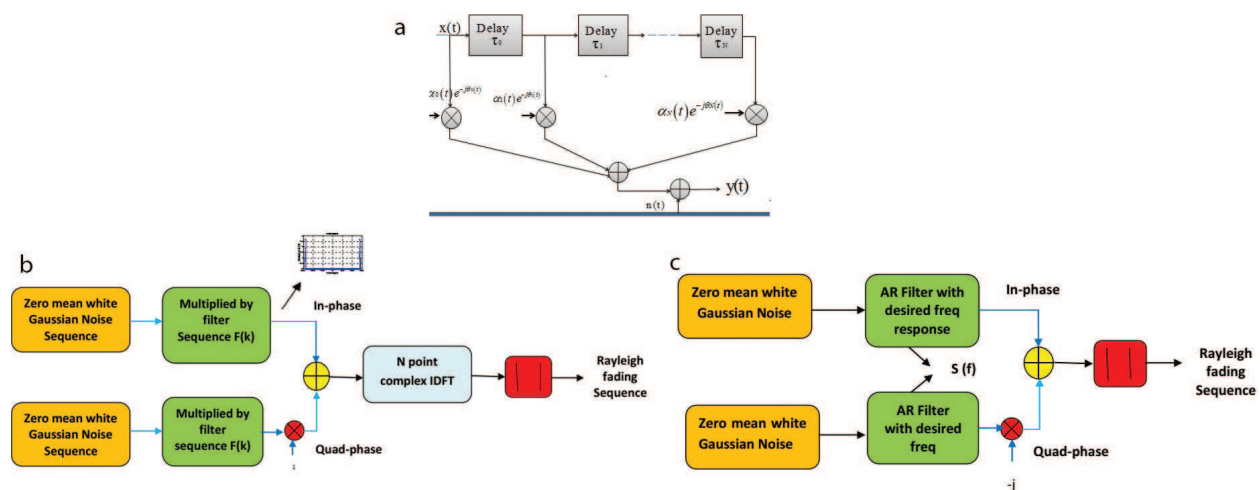 a
x(t)
Delay
τ₀
Delay
τ₁
Delay
τN
α₁(t)e^{-jθ₁(t)}
αN(t)e^{-jθN(t)}
y(t)
n(t)
b
Zero mean white
Gaussian Noise
Sequence
Multiplied by
filter
Sequence F(k)
In-phase
N point
complex IDFT
Rayleigh
fading
Sequence
Zero mean white
Gaussian Noise
Sequence
Multiplied by
filter
sequence F(k)
Quad-phase
c
Zero mean white
Gaussian Noise
AR Filter with
desired freq
response
In-phase
S (f)
Rayleigh
fading
Sequence
Zero mean white
Gaussian Noise
AR Filter
with desired
freq
Quad-phase
-j